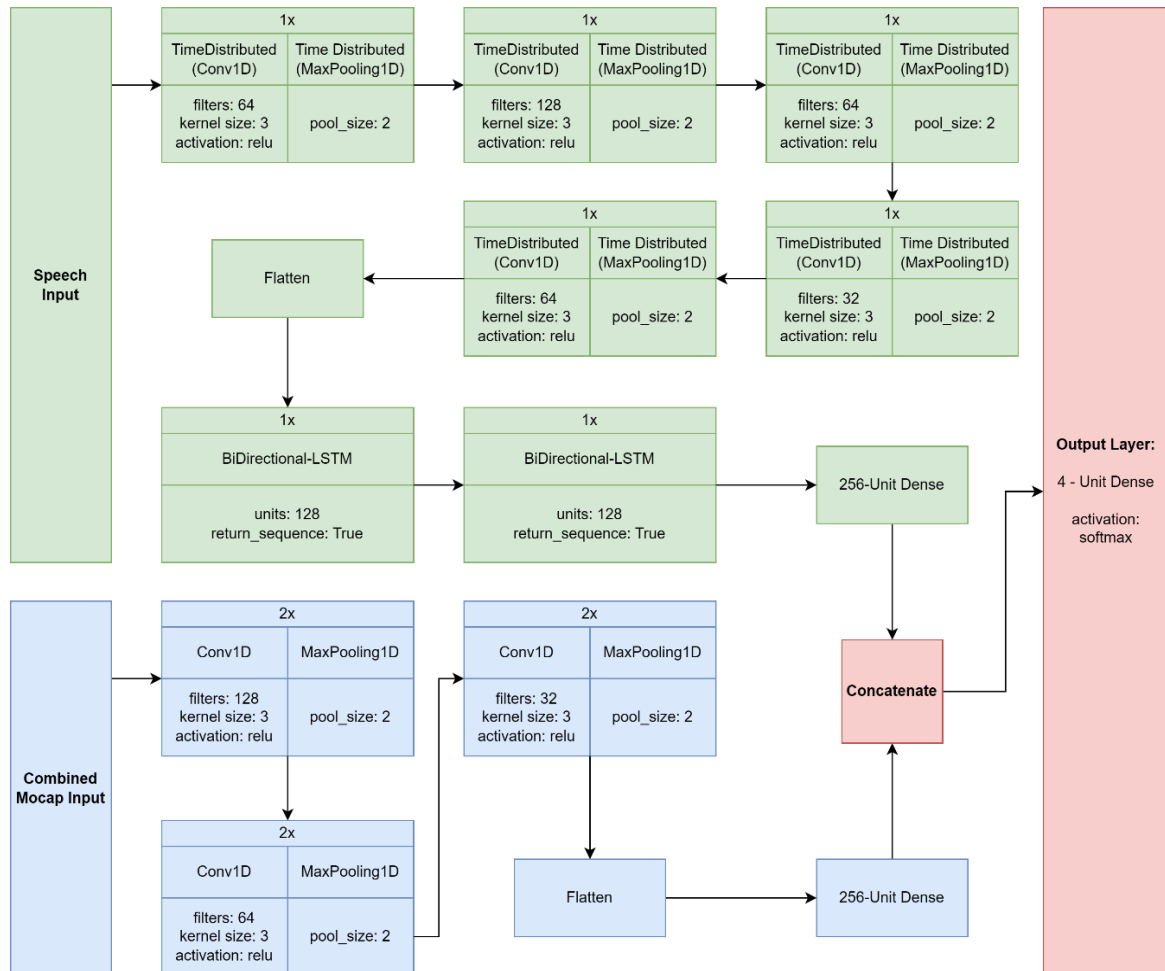 Speech
Input
1x
TimeDistributed
(Conv1D)
Time Distributed
(MaxPooling1D)
filters: 64
kernel size: 3
activation: relu
pool_size: 2
1x
TimeDistributed
(Conv1D)
Time Distributed
(MaxPooling1D)
filters: 128
kernel size: 3
activation: relu
pool_size: 2
1x
TimeDistributed
(Conv1D)
Time Distributed
(MaxPooling1D)
filters: 64
kernel size: 3
activation: relu
pool_size: 2
1x
TimeDistributed
(Conv1D)
Time Distributed
(MaxPooling1D)
filters: 32
kernel size: 3
activation: relu
pool_size: 2
1x
TimeDistributed
(Conv1D)
Time Distributed
(MaxPooling1D)
filters: 64
kernel size: 3
activation: relu
pool_size: 2
Flatten
1x
BiDirectional-LSTM
units: 128
return_sequence: True
1x
BiDirectional-LSTM
units: 128
return_sequence: True
256-Unit Dense
Combined
Mocap Input
2x
Conv1D
MaxPooling1D
filters: 128
kernel size: 3
activation: relu
pool_size: 2
2x
Conv1D
MaxPooling1D
filters: 64
kernel size: 3
activation: relu
pool_size: 2
2x
Conv1D
MaxPooling1D
filters: 32
kernel size: 3
activation: relu
pool_size: 2
Flatten
256-Unit Dense
Concatenate
Output Layer:
4 - Unit Dense
activation:
softmax